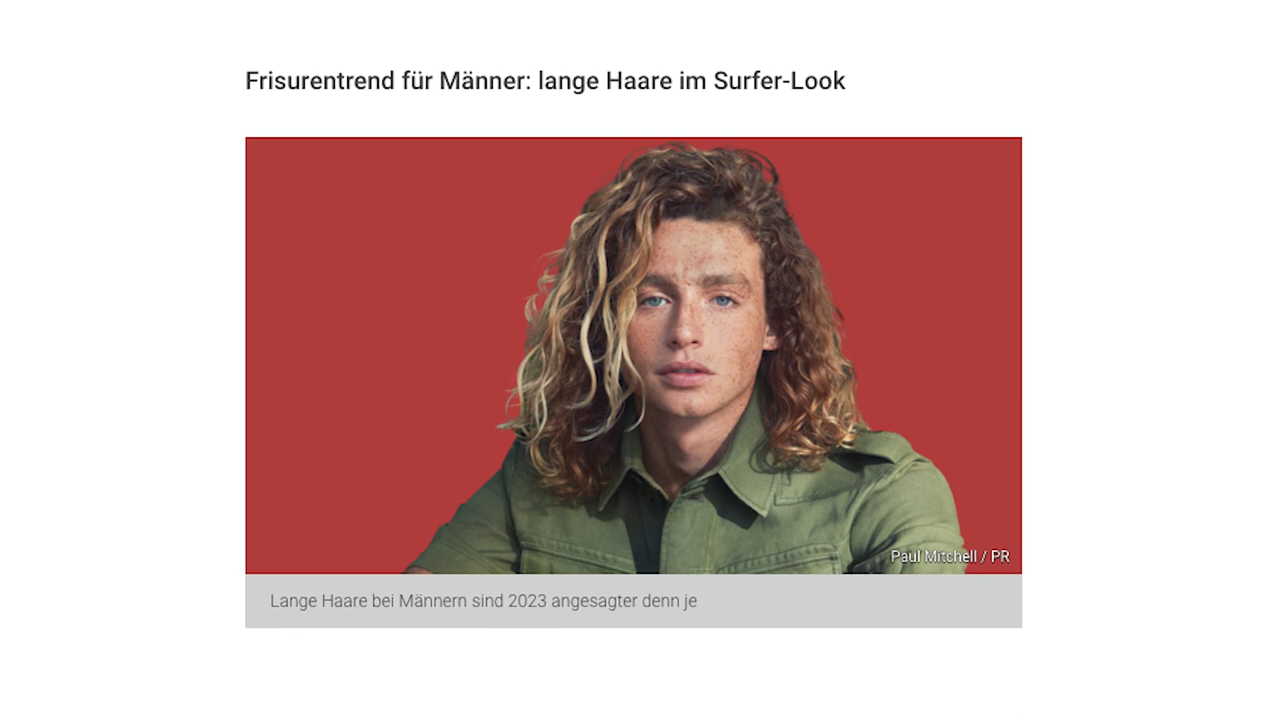 Frisurentrend für Männer: lange Haare im Surfer-Look
Paul Mitchell / PR
Lange Haare bei Männern sind 2023 angesagter denn je